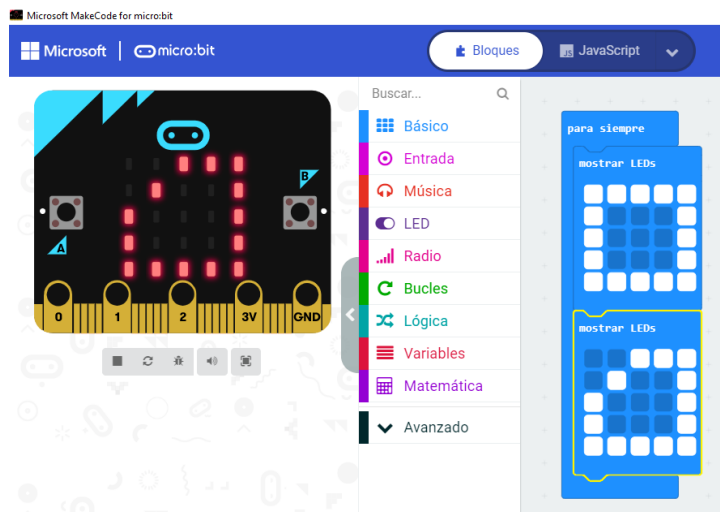 Microsoft MakeCode for micro:bit
Microsoft | micro:bit
Bloques
JS JavaScript
Buscar...
Básico
Entrada
Música
LED
Radio
Bucles
Lógica
Variables
Matemática
Avanzado
A
B
0 1 2 3V GND
para siempre
mostrar LEDs
mostrar LEDs